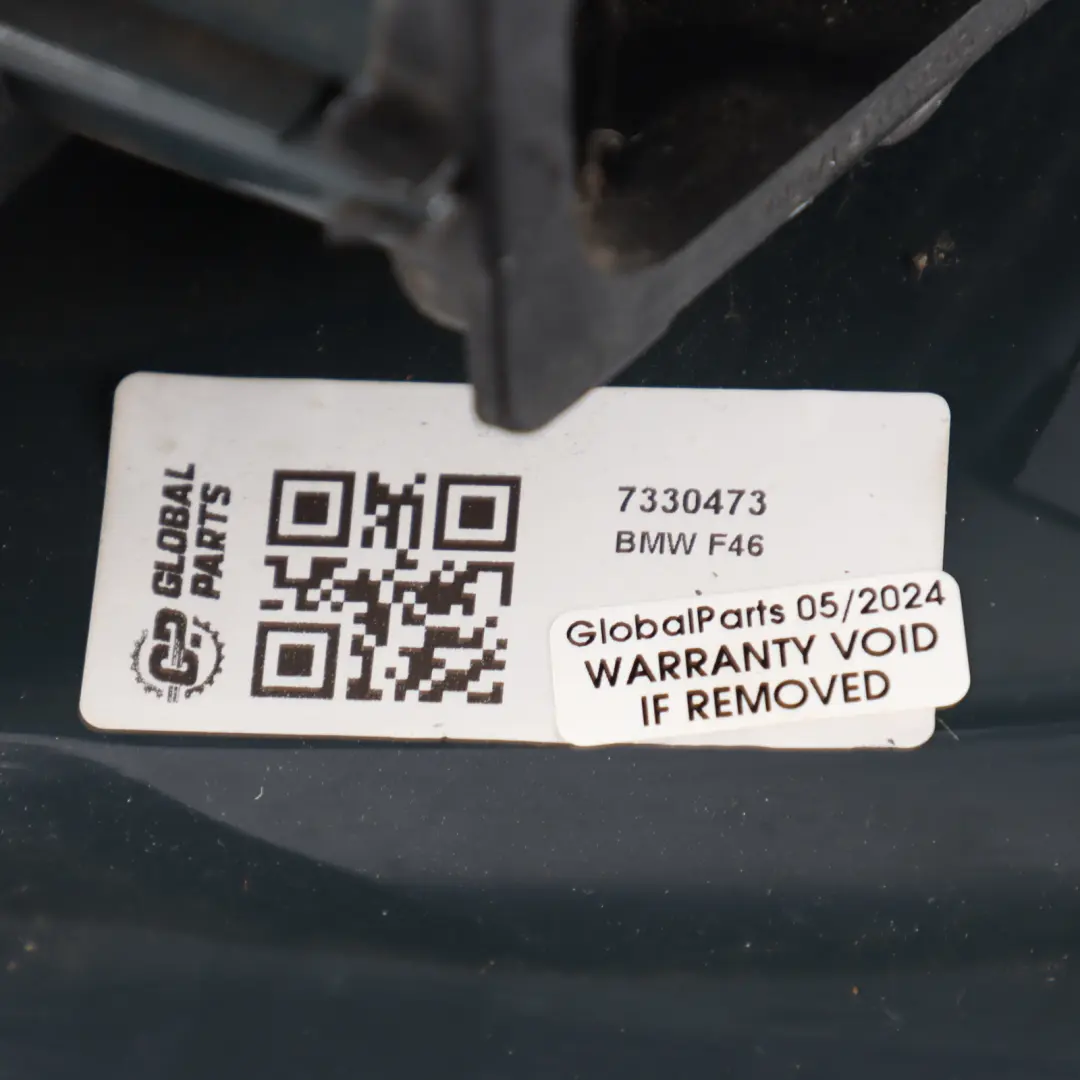 GLOBAL
PARTS
7330473
BMW F46
GlobalParts 05/2024
WARRANTY VOID
IF REMOVED